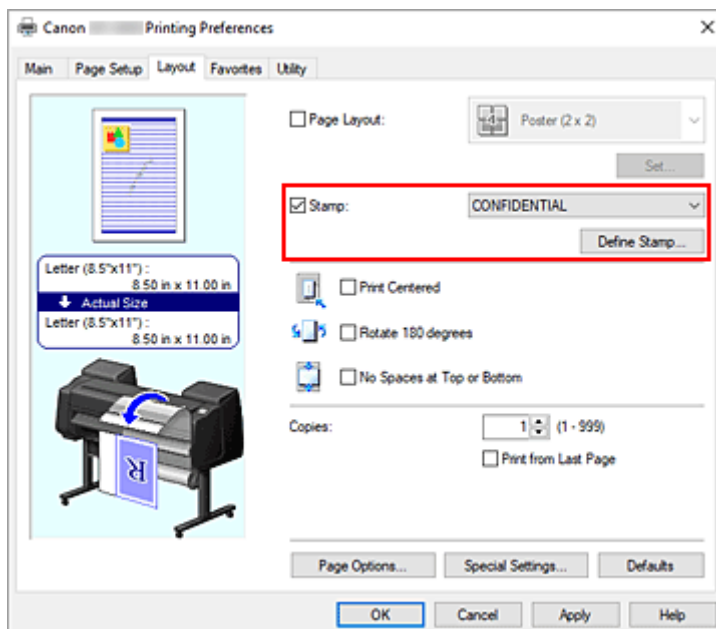 Canon Printing Preferences
Main Page Setup Layout Favorites Utility
Page Layout: Poster (2 x 2)
Set...
Stamp: CONFIDENTIAL
Define Stamp...
Letter (8.5"x11") :
8.50 in x 11.00 in
Actual Size
Letter (8.5"x11") :
8.50 in x 11.00 in
Print Centered
Rotate 180 degrees
No Spaces at Top or Bottom
Copies: 1 (1 - 999)
Print from Last Page
R
Page Options... Special Settings... Defaults
OK Cancel Apply Help